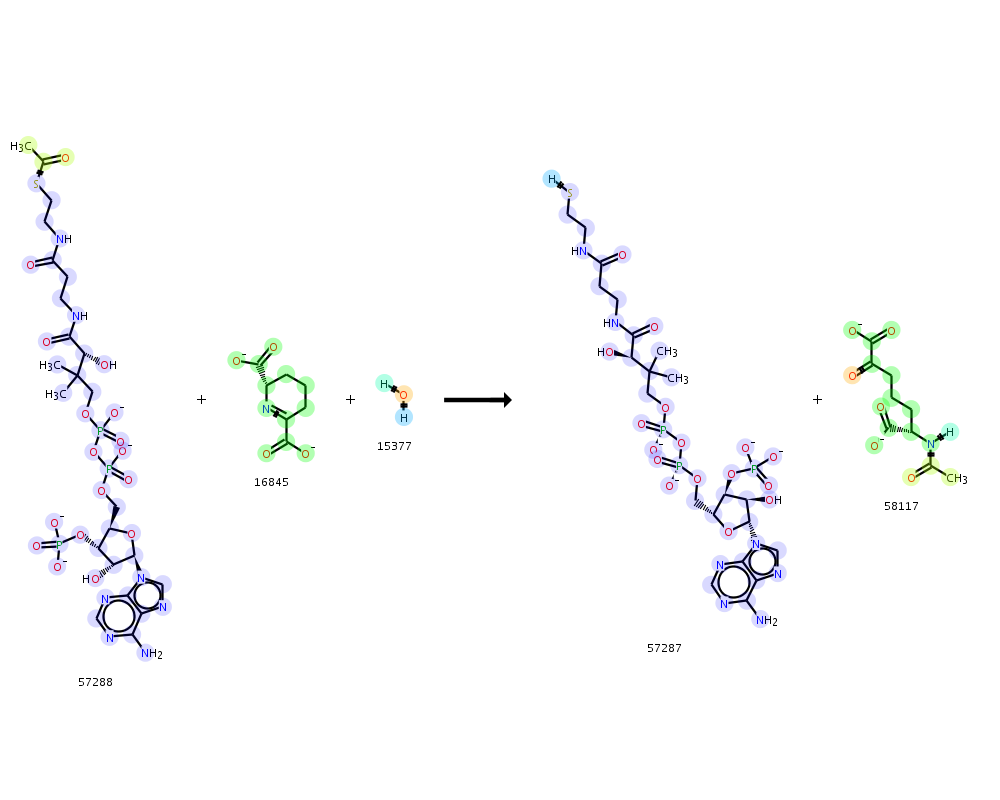 H₃C O
S
NH
O
NH
O
OH
H₃C
H₃C
O O⁻
P
O O O⁻
P
O O
O⁻
O O
O P
O⁻
HO
N
N
N
N
NH₂
57288
+
O⁻ O
N
O O⁻
16845
+
H
O
H
15377
H
S
HN O
HN O
HO CH₃
CH₃
O
O P
O⁻ O
O P O
O⁻
O⁻
O P O⁻
O
OH
O
N
N
N
N
NH₂
57287
+
O⁻ O
O
O
O⁻ N H
O CH₃
58117